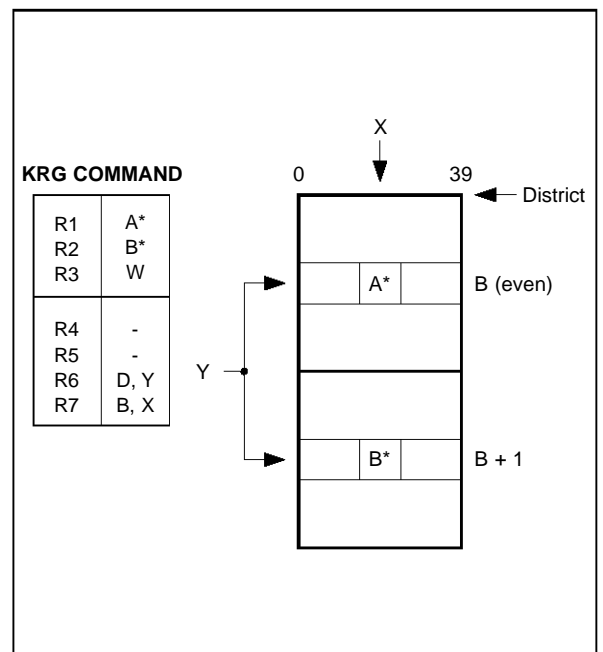 X
KRG COMMAND
0 39
District
R1 A*
R2 B*
R3 W
A* B (even)
R4 -
R5 -
R6 D, Y
R7 B, X
Y
B* B + 1